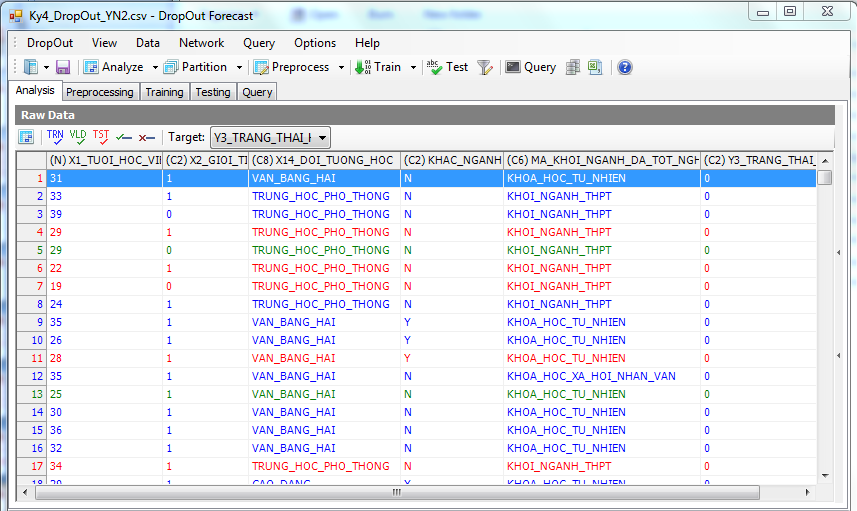 Ky4_DropOut_YN2.csv - DropOut Forecast
DropOut View Data Network Query Options Help
Analyze Partition Preprocess Train Test Query
Analysis Preprocessing Training Testing Query
Raw Data
TRN VLD TST Target: Y3_TRANG_THAI_
(N) X1_TUOI_HOC_VI (C2) X2_GIOI_TI (C8) X14_DOI_TUONG_HOC (C2) KHAC_NGANH (C6) MA_KHOI_NGANH_DA_TOT_NGH (C2) Y3_TRANG_THAI_
1 31 1 VAN_BANG_HAI N KHOA_HOC_TU_NHIEN 0
2 33 1 TRUNG_HOC_PHO_THONG N KHOI_NGANH_THPT 0
3 39 0 TRUNG_HOC_PHO_THONG N KHOI_NGANH_THPT 0
4 29 1 TRUNG_HOC_PHO_THONG N KHOI_NGANH_THPT 0
5 29 0 TRUNG_HOC_PHO_THONG N KHOI_NGANH_THPT 0
6 22 1 TRUNG_HOC_PHO_THONG N KHOI_NGANH_THPT 0
7 19 0 TRUNG_HOC_PHO_THONG N KHOI_NGANH_THPT 0
8 24 1 TRUNG_HOC_PHO_THONG N KHOI_NGANH_THPT 0
9 35 1 VAN_BANG_HAI Y KHOA_HOC_TU_NHIEN 0
10 26 1 VAN_BANG_HAI Y KHOA_HOC_TU_NHIEN 0
11 28 1 VAN_BANG_HAI Y KHOA_HOC_TU_NHIEN 0
12 35 1 VAN_BANG_HAI N KHOA_HOC_XA_HOI_NHAN_VAN 0
13 25 1 VAN_BANG_HAI N KHOA_HOC_TU_NHIEN 0
14 30 1 VAN_BANG_HAI N KHOA_HOC_TU_NHIEN 0
15 36 1 VAN_BANG_HAI N KHOA_HOC_TU_NHIEN 0
16 32 1 VAN_BANG_HAI N KHOA_HOC_TU_NHIEN 0
17 34 1 TRUNG_HOC_PHO_THONG N KHOI_NGANH_THPT 0
18 1 CAO_DANG Y KHOA_HOC_TU_NHIEN 0